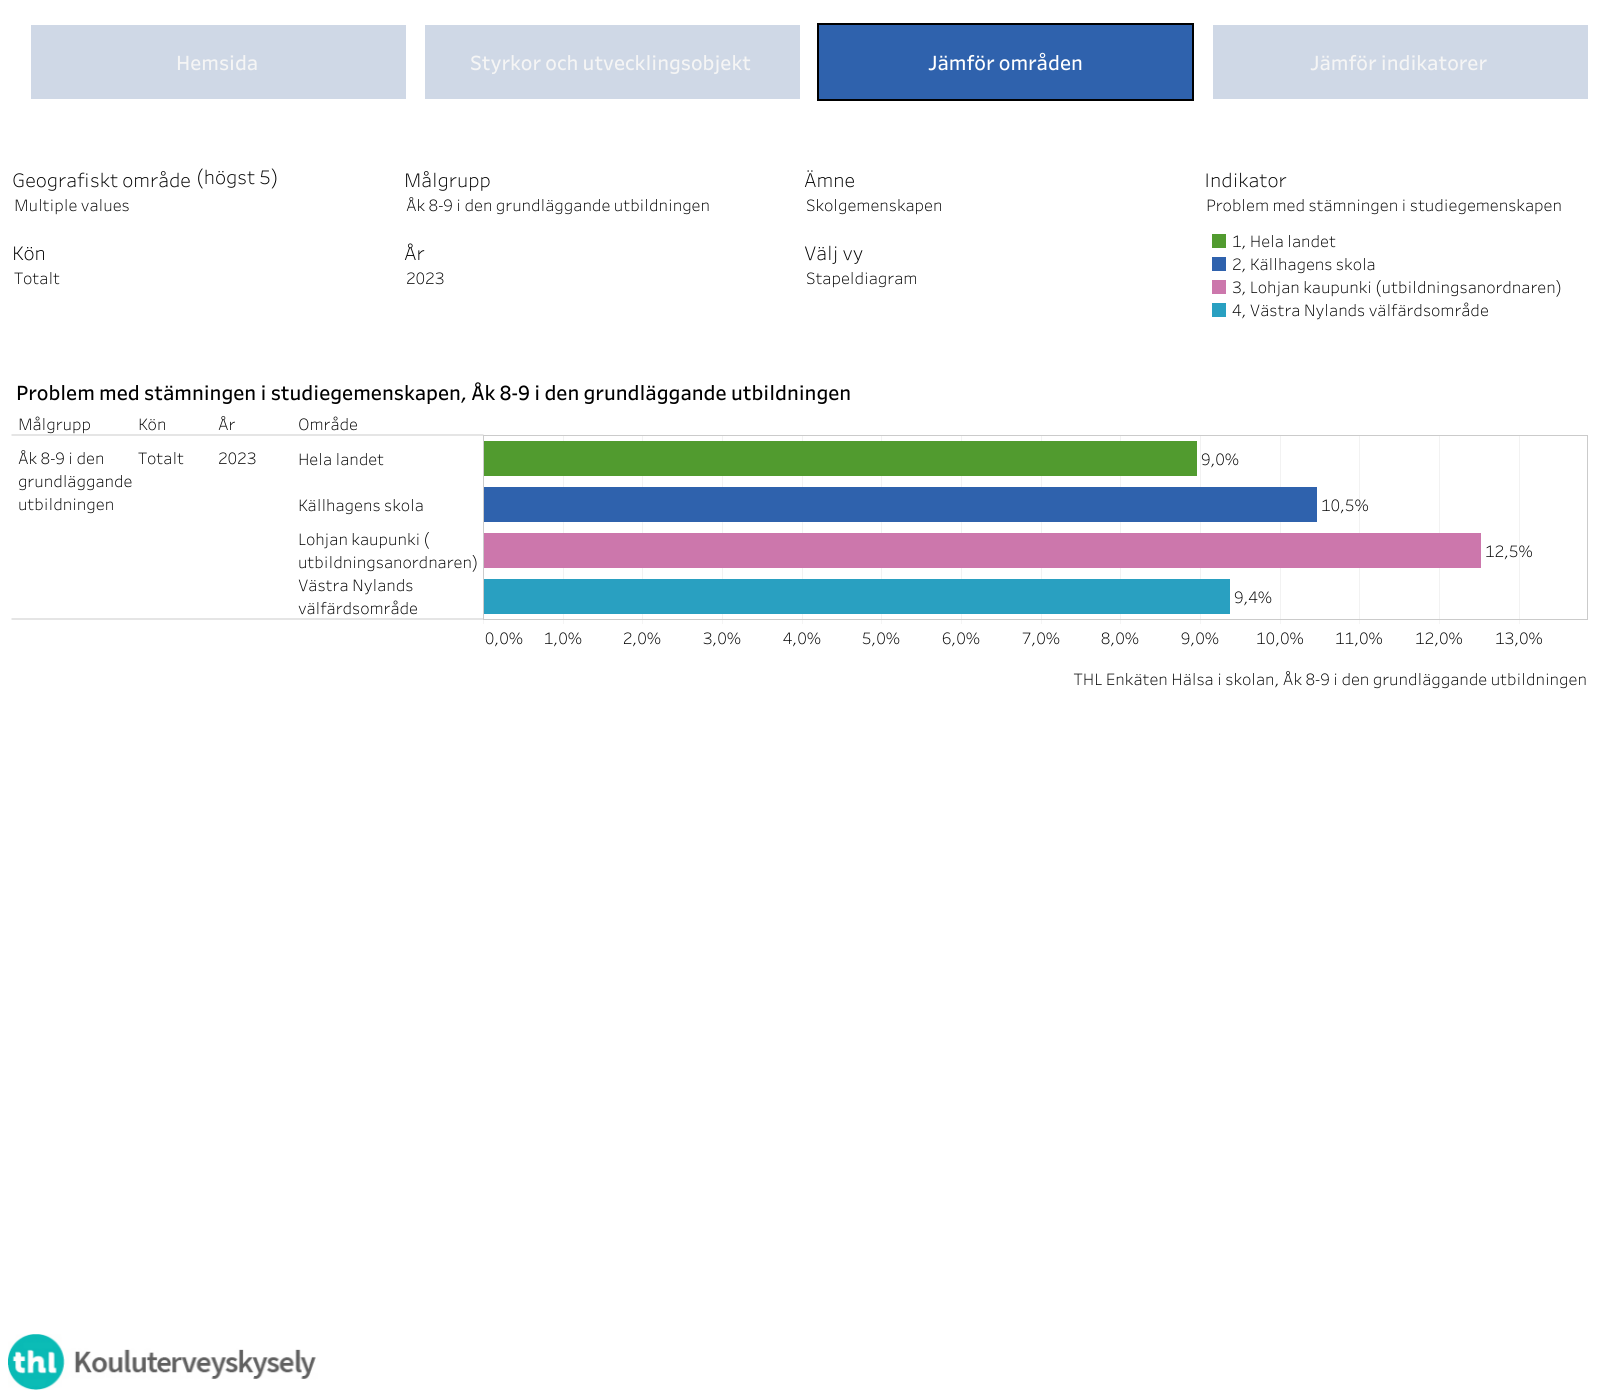 Hemsida
Styrkor och utvecklingsobjekt
Jämför områden
Jämför indikatorer
Geografiskt område (högst 5)
Multiple values
Målgrupp
Åk 8-9 i den grundläggande utbildningen
Ämne
Skolgemenskapen
Indikator
Problem med stämningen i studiegemenskapen
Kön
Totalt
År
2023
Välj vy
Stapeldiagram
1, Hela landet
2, Källhagens skola
3, Lohjan kaupunki (utbildningsanordnaren)
4, Västra Nylands välfärdsområde
Problem med stämningen i studiegemenskapen, Åk 8-9 i den grundläggande utbildningen
Målgrupp Kön År Område
Åk 8-9 i den
grundläggande
utbildningen
Totalt
2023
Hela landet
9,0%
Källhagens skola
10,5%
Lohjan kaupunki (
utbildningsanordnaren)
12,5%
Västra Nylands
välfärdsområde
9,4%
0,0% 1,0% 2,0% 3,0% 4,0% 5,0% 6,0% 7,0% 8,0% 9,0% 10,0% 11,0% 12,0% 13,0%
THL Enkäten Hälsa i skolan, Åk 8-9 i den grundläggande utbildningen
thl Kouluterveyskysely